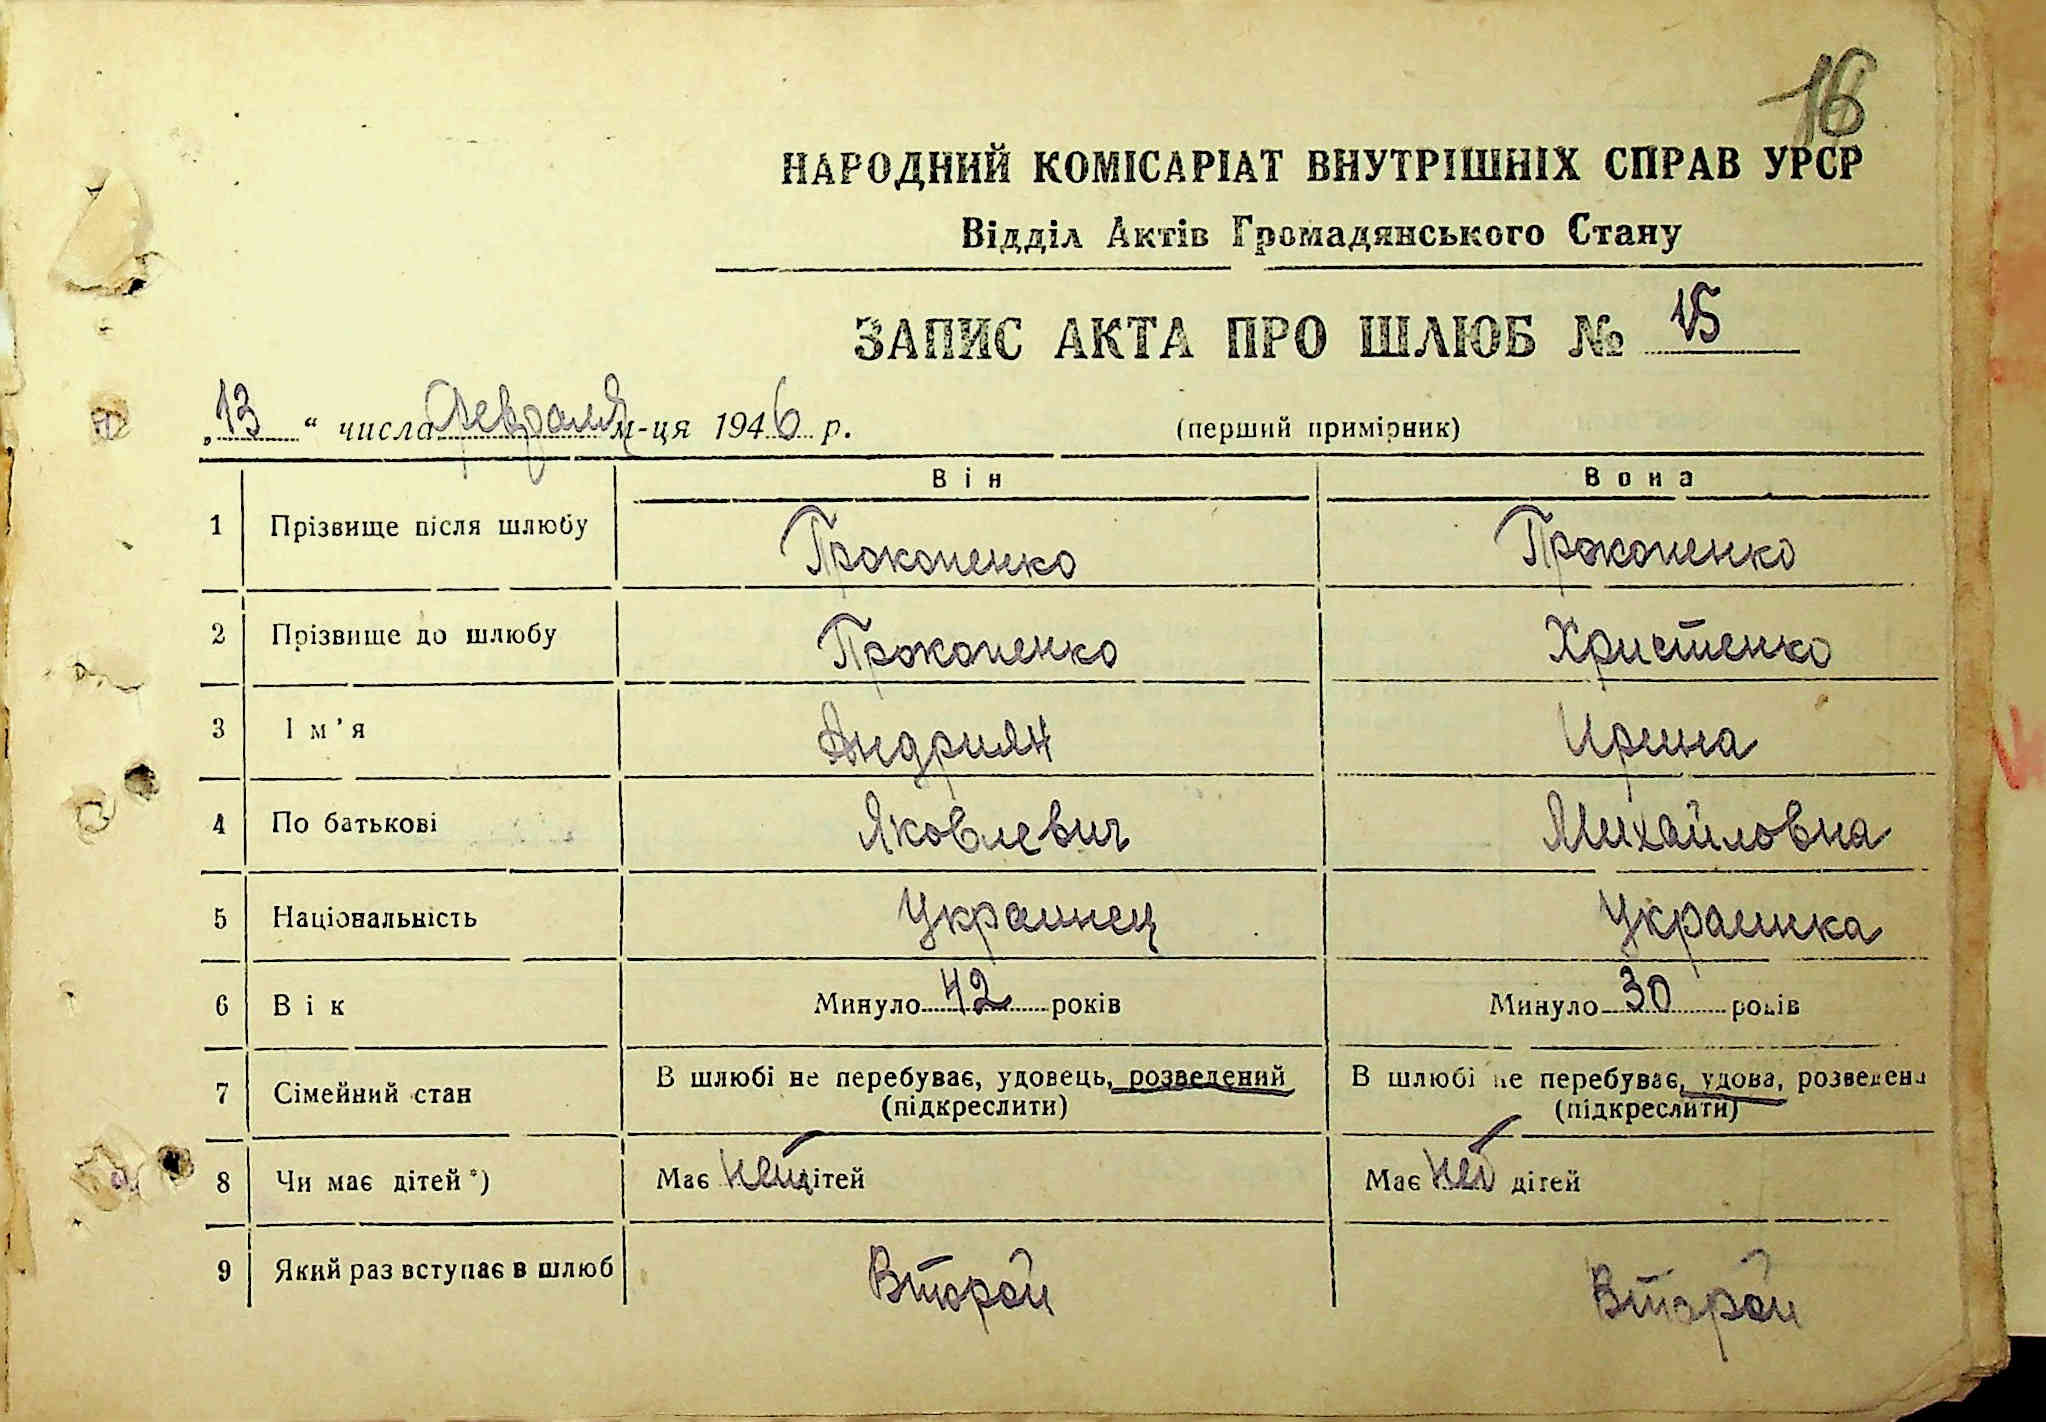 16
НАРОДНИЙ КОМІСАРІАТ ВНУТРІШНІХ СПРАВ УРСР
Відділ Актів Громадянського Стану
ЗАПИС АКТА ПРО ШЛЮБ № 15
„13“ числа февраля м-ця 1946 р. (перший примірник)
Він Вона
1 Прізвище після шлюбу Прокопенко Прокопенко
2 Прізвище до шлюбу Прокопенко Христенко
3 Ім’я Андриян Ирина
4 По батькові Яковлевич Михайловна
5 Національність Украинец Украинка
6 Вік Минуло 42 років Минуло 30 років
7 Сімейний стан В шлюбі не перебуває, удовець, розведений (підкреслити) В шлюбі не перебуває, удова, розведена (підкреслити)
8 Чи має дітей*) Має нет дітей Має нет дітей
9 Який раз вступає в шлюб Второй Второй